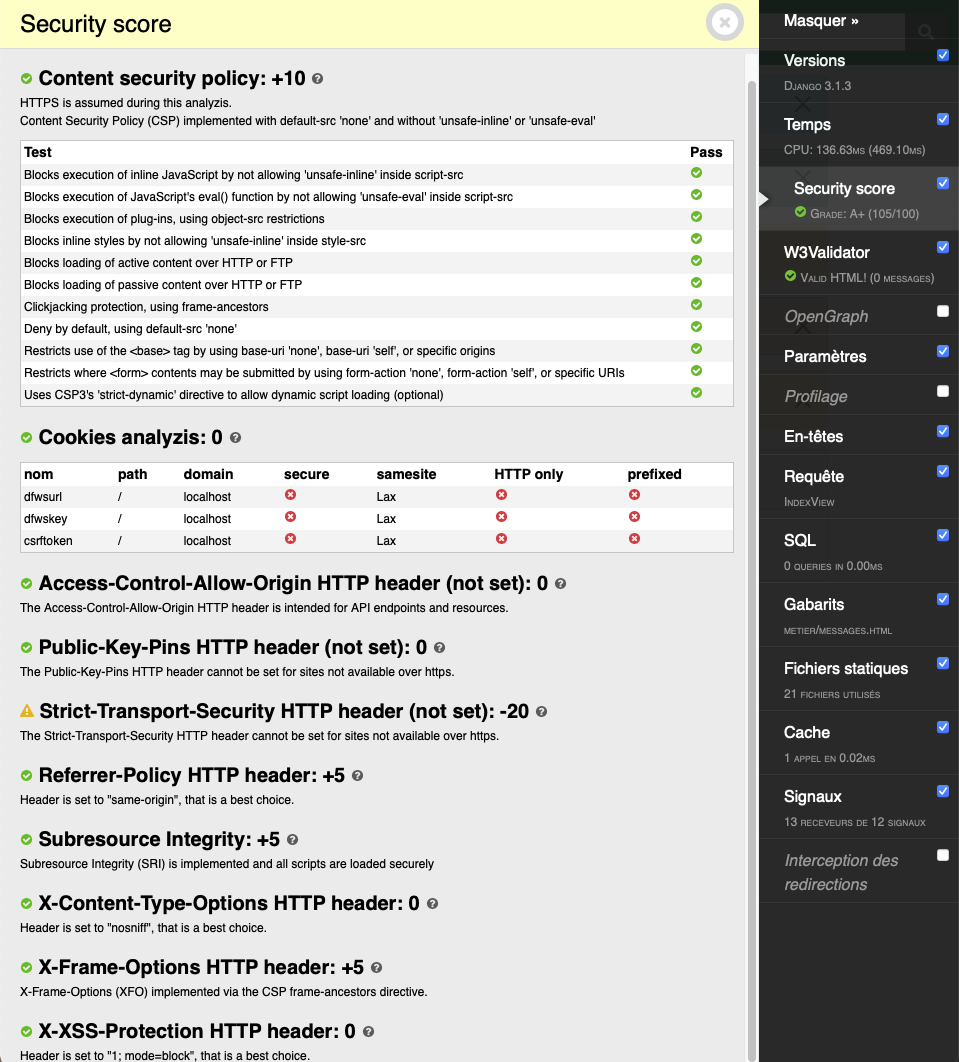 Security score
Content security policy: +10
HTTPS is assumed during this analyzis.
Content Security Policy (CSP) implemented with default-src 'none' and without 'unsafe-inline' or 'unsafe-eval'
Test Pass
Blocks execution of inline JavaScript by not allowing 'unsafe-inline' inside script-src
Blocks execution of JavaScript's eval() function by not allowing 'unsafe-eval' inside script-src
Blocks execution of plug-ins, using object-src restrictions
Blocks inline styles by not allowing 'unsafe-inline' inside style-src
Blocks loading of active content over HTTP or FTP
Blocks loading of passive content over HTTP or FTP
Clickjacking protection, using frame-ancestors
Deny by default, using default-src 'none'
Restricts use of the <base> tag by using base-uri 'none', base-uri 'self', or specific origins
Restricts where <form> contents may be submitted by using form-action 'none', form-action 'self', or specific URIs
Uses CSP3's 'strict-dynamic' directive to allow dynamic script loading (optional)
Cookies analyzis: 0
nom path domain secure samesite HTTP only prefixed
dfwsurl / localhost Lax
dfwskey / localhost Lax
csrftoken / localhost Lax
Access-Control-Allow-Origin HTTP header (not set): 0
The Access-Control-Allow-Origin HTTP header is intended for API endpoints and resources.
Public-Key-Pins HTTP header (not set): 0
The Public-Key-Pins HTTP header cannot be set for sites not available over https.
Strict-Transport-Security HTTP header (not set): -20
The Strict-Transport-Security HTTP header cannot be set for sites not available over https.
Referrer-Policy HTTP header: +5
Header is set to "same-origin", that is a best choice.
Subresource Integrity: +5
Subresource Integrity (SRI) is implemented and all scripts are loaded securely
X-Content-Type-Options HTTP header: 0
Header is set to "nosniff", that is a best choice.
X-Frame-Options HTTP header: +5
X-Frame-Options (XFO) implemented via the CSP frame-ancestors directive.
X-XSS-Protection HTTP header: 0
Header is set to "1; mode=block", that is a best choice.
Masquer »
Versions
Django 3.1.3
Temps
CPU: 136.63ms (469.10ms)
Security score
Grade: A+ (105/100)
W3Validator
Valid HTML! (0 messages)
OpenGraph
Paramètres
Profilage
En-têtes
Requête
IndexView
SQL
0 queries in 0.00ms
Gabarits
metier/messages.html
Fichiers statiques
21 fichiers utilisés
Cache
1 appel en 0.02ms
Signaux
13 receveurs de 12 signaux
Interception des
redirections